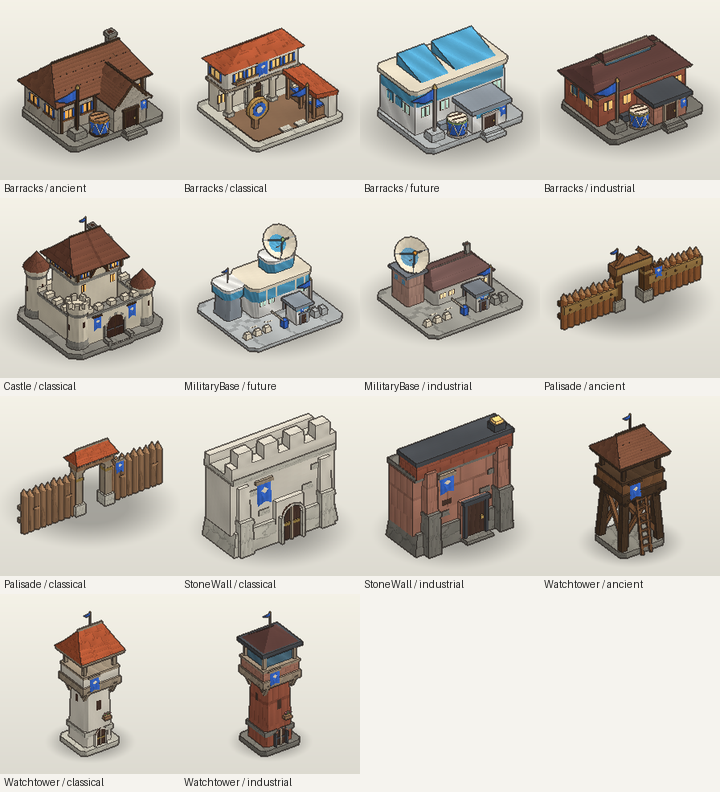 Barracks / ancient
Barracks / classical
Barracks / future
Barracks / industrial
Castle / classical
MilitaryBase / future
MilitaryBase / industrial
Palisade / ancient
Palisade / classical
StoneWall / classical
StoneWall / industrial
Watchtower / ancient
Watchtower / classical
Watchtower / industrial